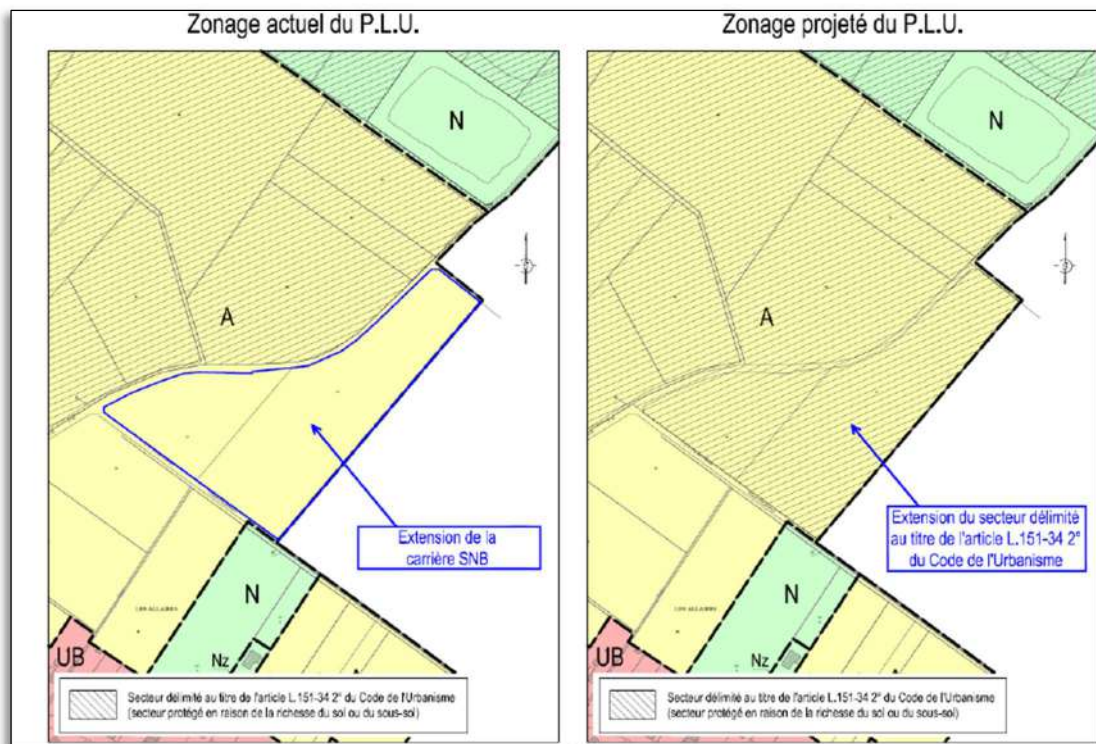 Zonage actuel du P.L.U.
N
A
Extension de la
carrière SNB
N
LES ALLAIRES
UB
Nz
Secteur délimité au titre de l'article L.151-34 2° du Code de l'Urbanisme
(secteur protégé en raison de la richesse du sol ou du sous-sol)
Zonage projeté du P.L.U.
N
A
Extension du secteur délimité
au titre de l'article L.151-34 2°
du Code de l'Urbanisme
N
LES ALLAIRES
UB
Nz
Secteur délimité au titre de l'article L.151-34 2° du Code de l'Urbanisme
(secteur protégé en raison de la richesse du sol ou du sous-sol)